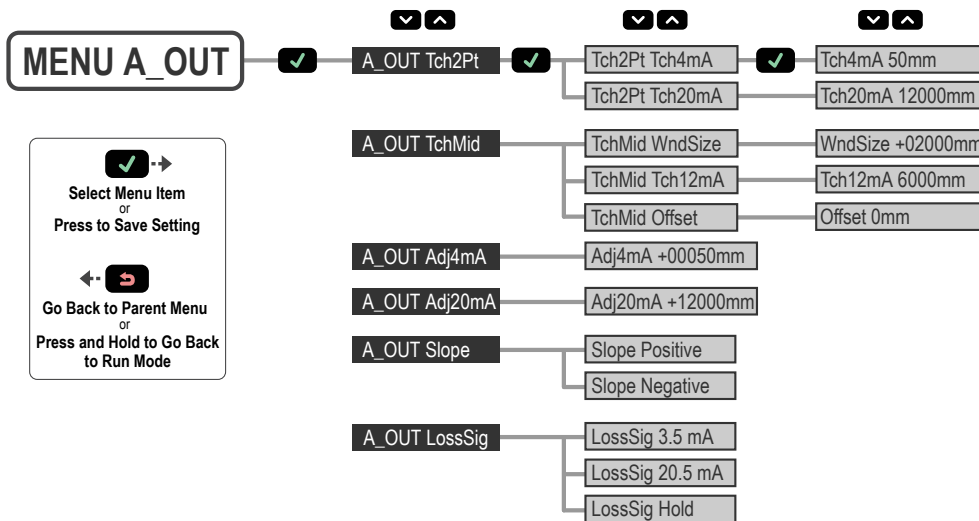 MENU A_OUT
A_OUT Tch2Pt
Tch2Pt Tch4mA
Tch4mA 50mm
Tch2Pt Tch20mA
Tch20mA 12000mm
A_OUT TchMid
TchMid WndSize
WndSize +02000mm
TchMid Tch12mA
Tch12mA 6000mm
TchMid Offset
Offset 0mm
A_OUT Adj4mA
Adj4mA +00050mm
A_OUT Adj20mA
Adj20mA +12000mm
A_OUT Slope
Slope Positive
Slope Negative
A_OUT LossSig
LossSig 3.5 mA
LossSig 20.5 mA
LossSig Hold
Select Menu Item
or
Press to Save Setting
Go Back to Parent Menu
or
Press and Hold to Go Back
to Run Mode